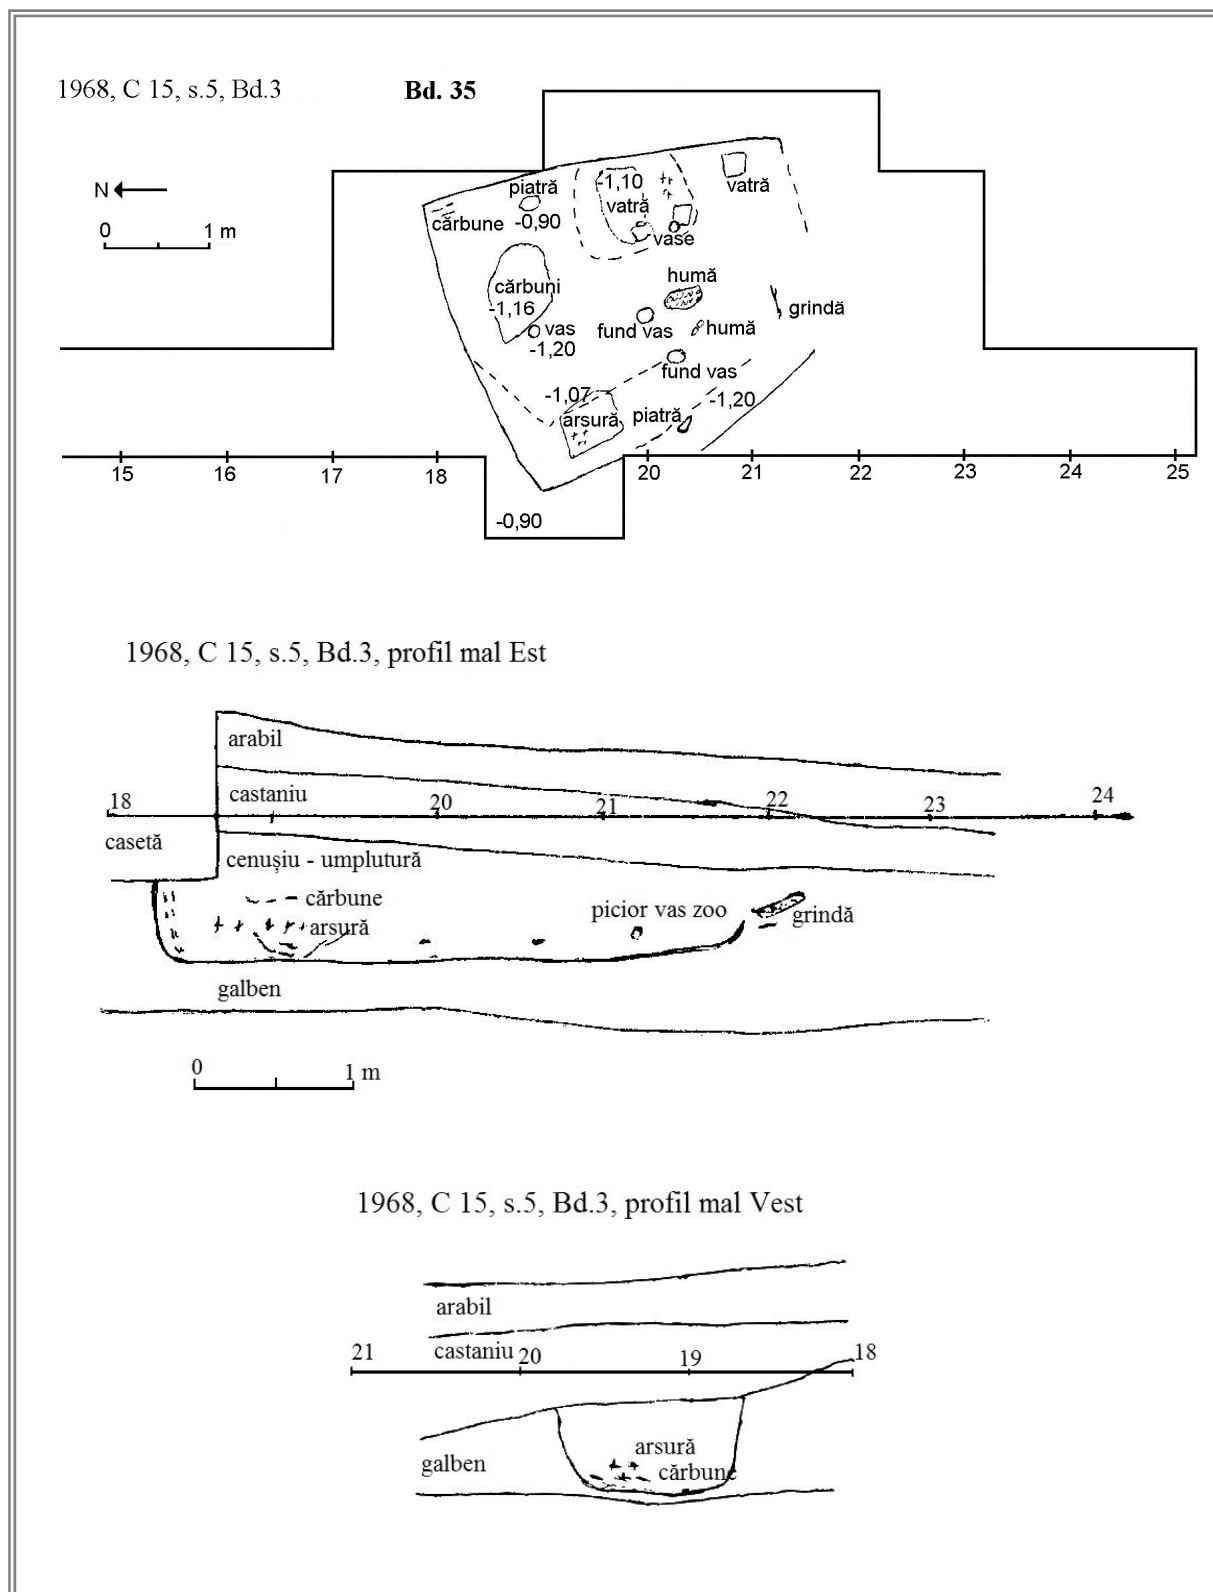 1968, C 15, s.5, Bd.3
Bd. 35
N
0 1 m
piatră
-0,90
cărbune
-1,10
vatră
vase
vatră
cărbuni
-1,16
vas
-1,20
humă
fund vas
humă
grindă
fund vas
-1,07
arsură
piatră
-1,20
15 16 17 18 20 21 22 23 24 25
-0,90
1968, C 15, s.5, Bd.3, profil mal Est
arabil
castaniu
18 20 21 22 23 24
casetă
cenușiu - umplutură
cărbune
arsură
picior vas zoo
grindă
galben
0 1 m
1968, C 15, s.5, Bd.3, profil mal Vest
arabil
castaniu
21 20 19 18
arsură
cărbune
galben